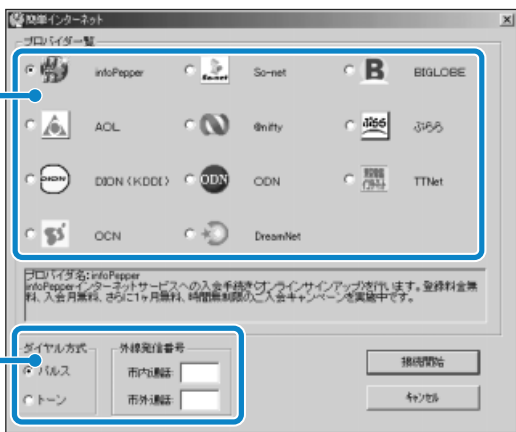 簡単インターネット
プロバイダ一覧
infoPepper
So-net
So-net
B
BIGLOBE
AOL
N
@nifty
ぷらら
ぷらら
DION
DION (KDDI)
ODN
ODN
TTNet
OCN
DreamNet
プロバイダ名:infoPepper
infoPepperインターネットサービスへの入会手続きはオンラインサインアップが行います。登録料金無
料、入会月無料、さらに1ヶ月無料、時間無制限のご入会キャンペーンを実施中です。
ダイヤル方式
パルス
トーン
外線発信番号
市内通話:
市外通話:
接続開始
キャンセル